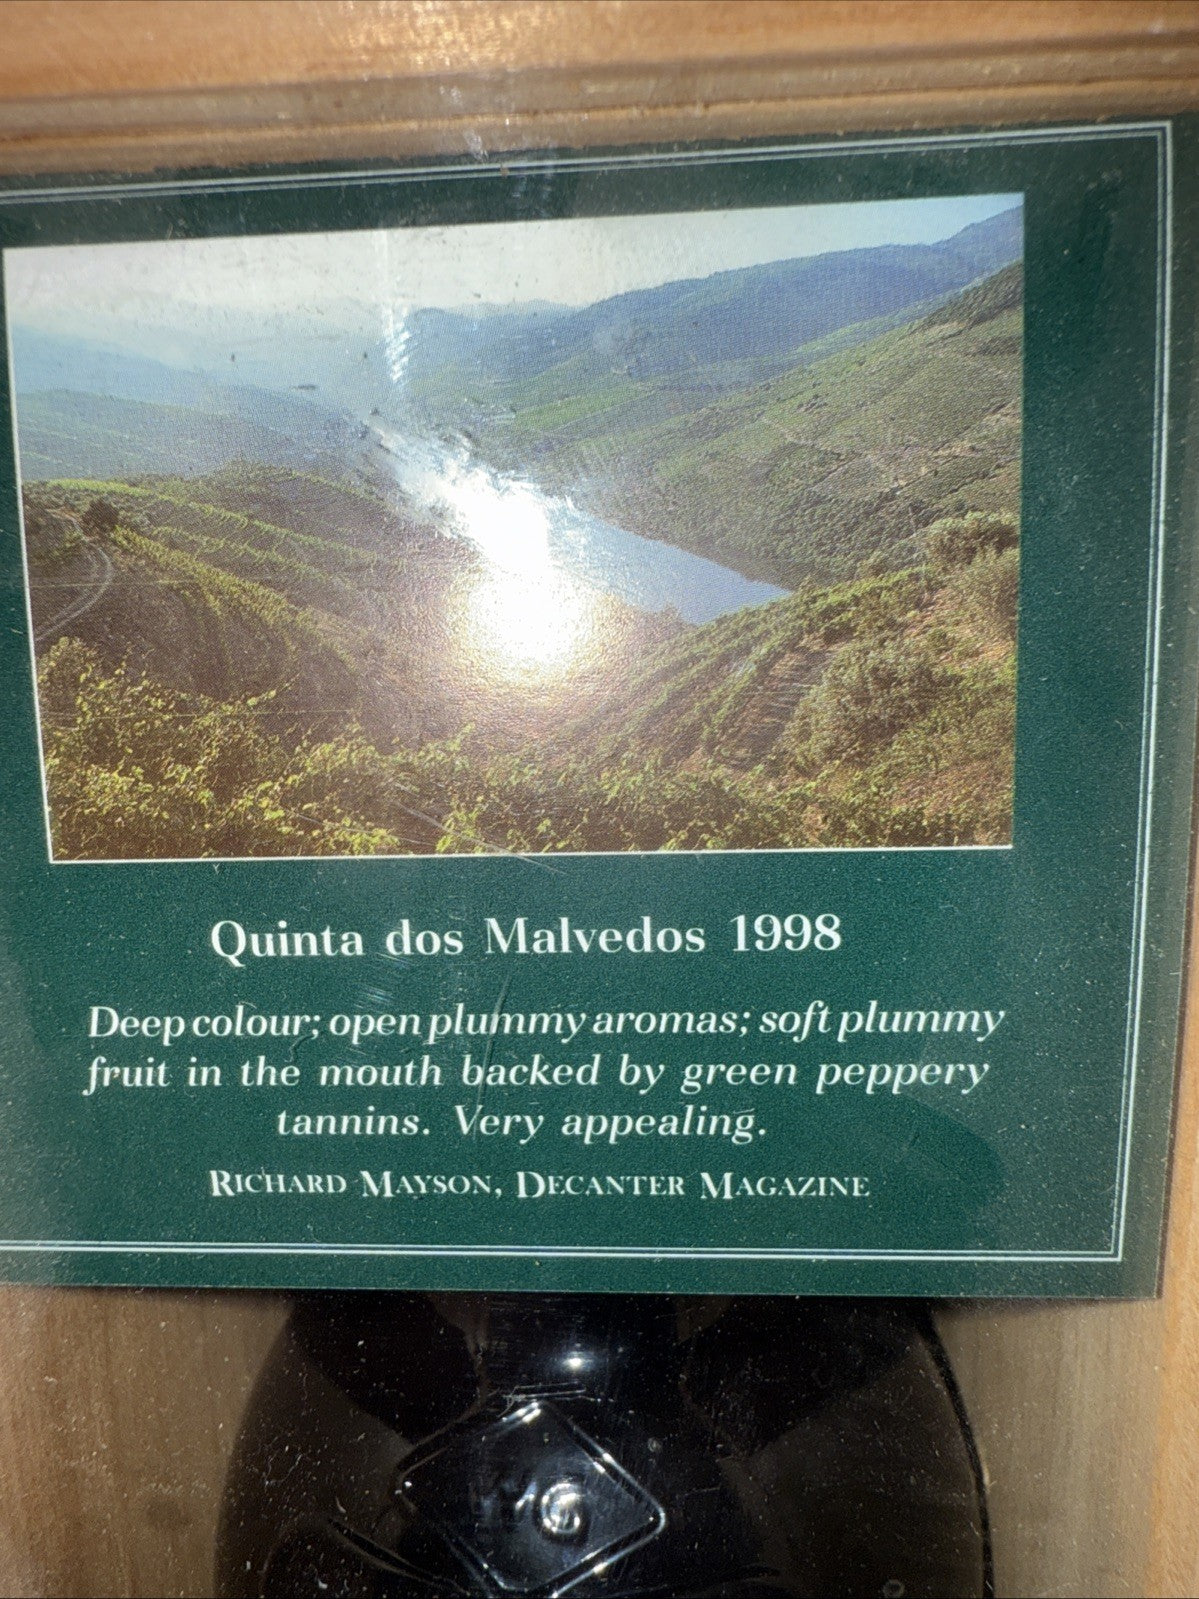 Quinta dos Malvedos 1998
Deep colour; open plummy aromas; soft plummy
fruit in the mouth backed by green peppery
tannins. Very appealing.
RICHARD MAYSON, DECANTER MAGAZINE